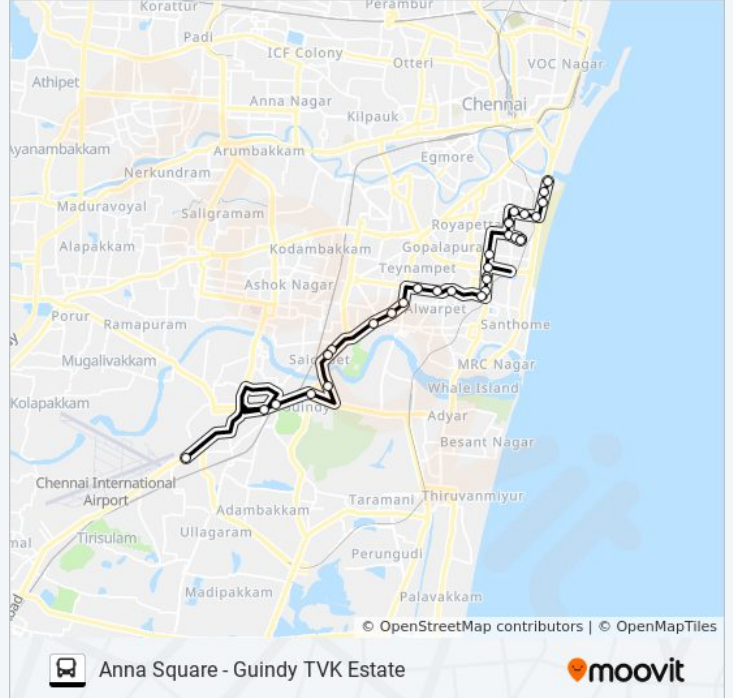 Korattur
Perambur
Padi
ICF Colony
Otteri
VOC Nagar
Athipet
Anna Nagar
Chennai
Kilpauk
Ayanambakkam
Arumbakkam
Egmore
Nerkundram
Maduravoyal
Saligramam
Royapetta
Alapakkam
Kodambakkam
Gopalapura
Teynampet
Ashok Nagar
Porur
Alwarpet
Ramapuram
Santhome
Mugalivakkam
Saidapet
MRC Nagar
Kolapakkam
Whale Island
Guindy
Adyar
Besant Nagar
Chennai International
Airport
Taramani
Thiruvanmiyur
Adambakkam
Tirisulam
Ullagaram
Perungudi
Madipakkam
Palavakkam
© OpenStreetMap contributors | © OpenMapTiles
Anna Square - Guindy TVK Estate
moovit